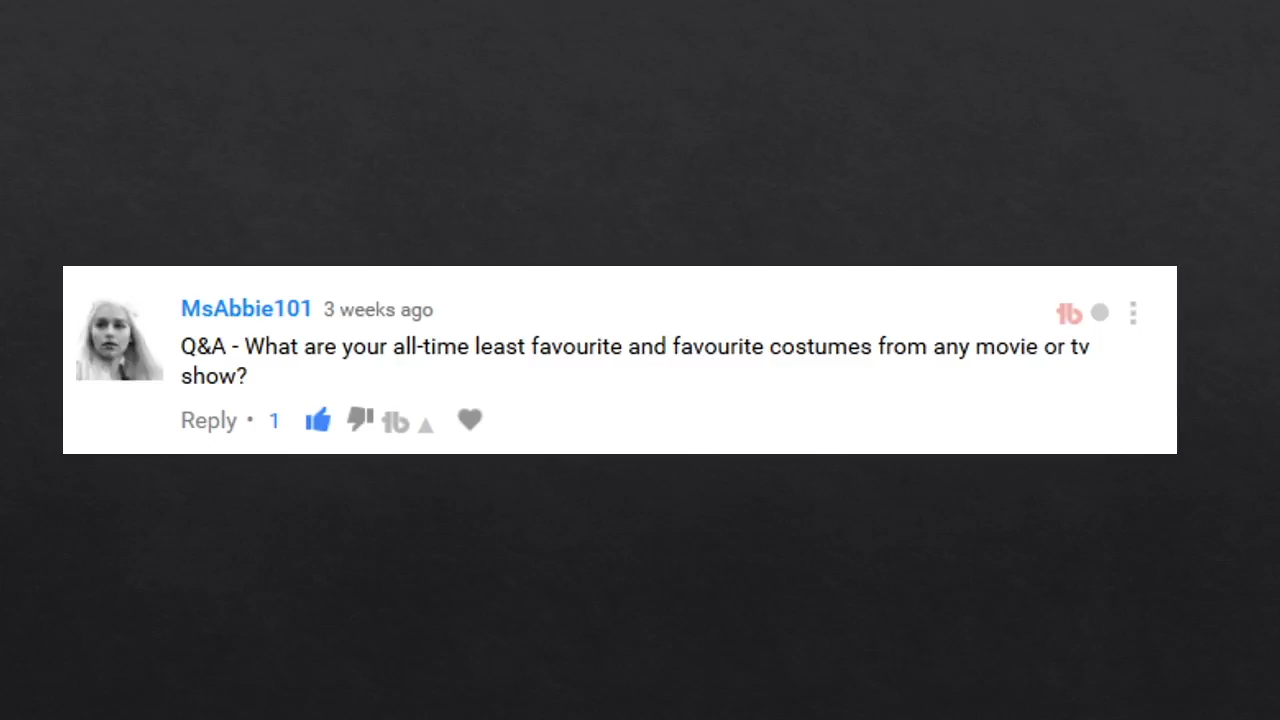 MsAbbie101 3 weeks ago
Q&A - What are your all-time least favourite and favourite costumes from any movie or tv
show?
Reply • 1